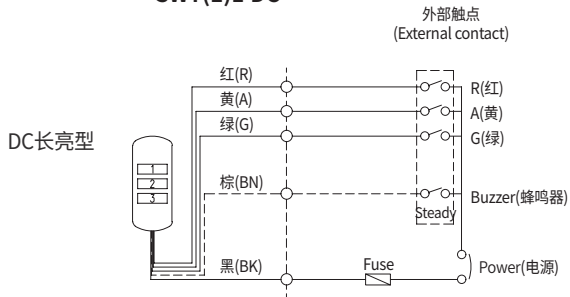 外部触点
(External contact)
红(R)
R(红)
黄(A)
A(黄)
绿(G)
G(绿)
DC长亮型
1
2
3
棕(BN)
Buzzer(蜂鸣器)
Steady
黑(BK)
Fuse
Power(电源)